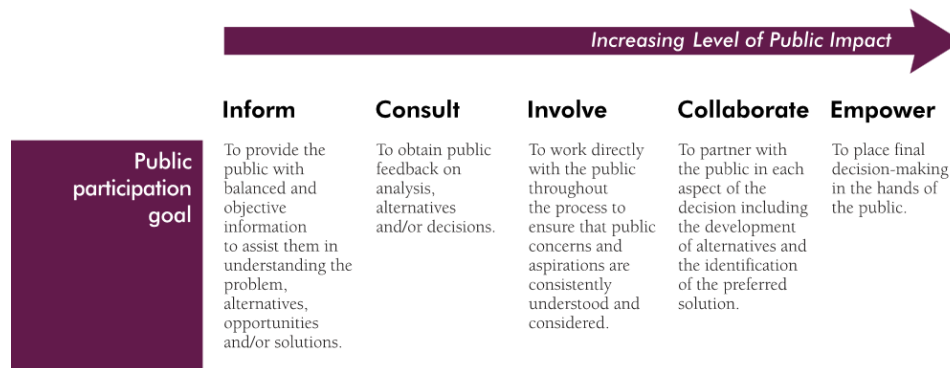 Increasing Level of Public Impact
Inform
Consult
Involve
Collaborate
Empower
Public
participation
goal
To provide the
public with
balanced and
objective
information
to assist them in
understanding the
problem,
alternatives,
opportunities
and/or solutions.
To obtain public
feedback on
analysis,
alternatives
and/or decisions.
To work directly
with the public
throughout
the process to
ensure that public
concerns and
aspirations are
consistently
understood and
considered.
To partner with
the public in each
aspect of the
decision including
the development
of alternatives and
the identification
of the preferred
solution.
To place final
decision-making
in the hands of
the public.